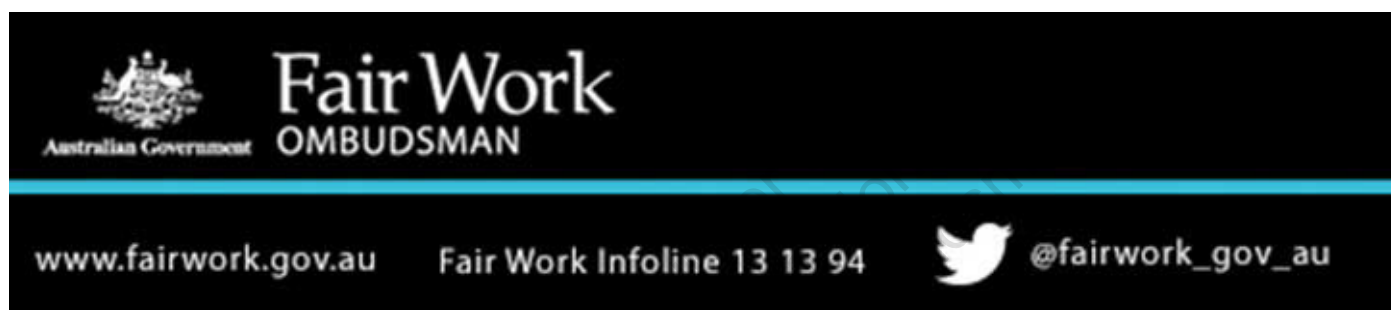 Fair Work
OMBUDSMAN
Australian Government
www.fairwork.gov.au Fair Work Infoline 13 13 94 @fairwork_gov_au